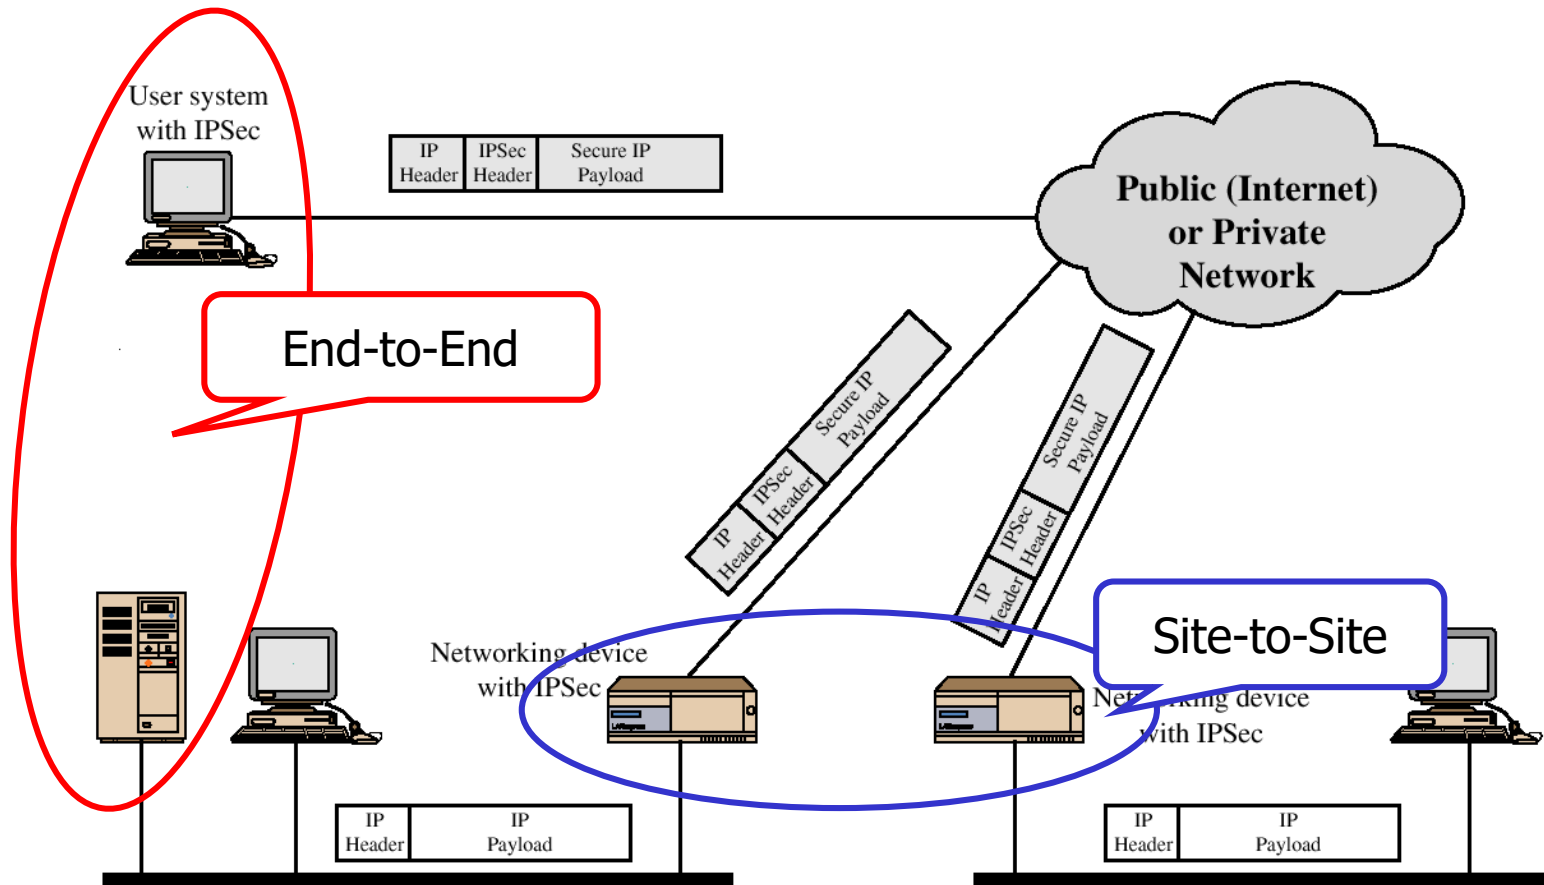 User system
with IPSec
IP
Header
IPSec
Header
Secure IP
Payload
Public (Internet)
or Private
Network
End-to-End
Secure IP
Payload
IPSec
Header
IP
Header
Secure IP
Payload
IPSec
Header
IP
Header
Site-to-Site
Networking device
with IPSec
Networking device
with IPSec
IP
Header
IP
Payload
IP
Header
IP
Payload